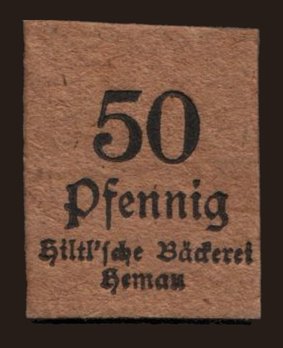 50
Pfennig
Hiltl'sche Bäckerei
Hemau